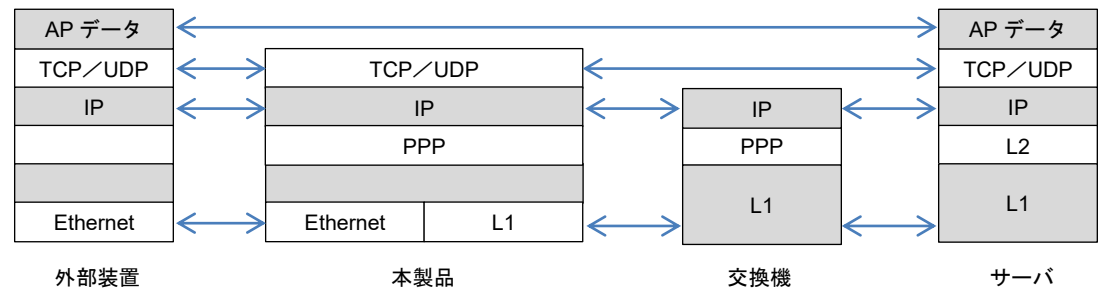 AP データ
AP データ
TCP/UDP
TCP/UDP
TCP/UDP
IP
IP
IP
IP
PPP
PPP
L2
L1
L1
Ethernet
Ethernet
L1
外部装置
本製品
交換機
サーバ